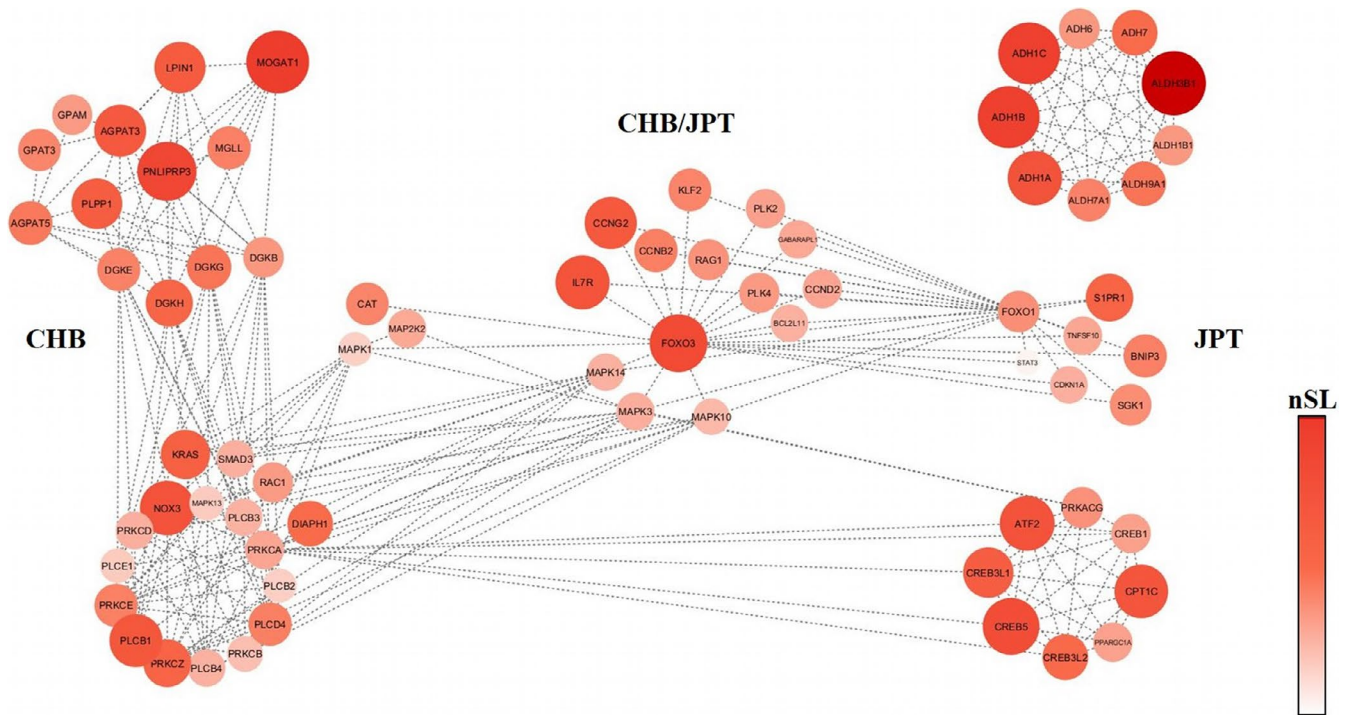 ADH6
ADH7
ADH1C
MOGAT1
LPIN1
ALDH3B1
GPAM
ADH1B
CHB/JPT
AGPAT3
GPAT3
MGLL
ALDH1B1
PNLIPRP3
ADH1A
ALDH9A1
KLF2
ALDH7A1
PLPP1
PLK2
AGPAT5
CCNG2
GABARAPL1
CCNB2
DGKB
RAG1
DGKE
DGKG
IL7R
CCND2
PLK4
S1PR1
DGKH
CAT
FOXO1
BCL2L11
MAP2K2
TNFSF10
CHB
JPT
FOXO3
MAPK1
BNIP3
STAT3
MAPK14
CDKN1A
nSL
SGK1
MAPK3
MAPK10
KRAS
SMAD3
RAC1
MAPK13
NOX3
PRKACG
PLCB3
ATF2
DIAPH1
PRKCD
CREB1
PRKCA
PLCE1
CREB3L1
PLCB2
CPT1C
PRKCE
PLCD4
CREB5
PLCB1
PPARGC1A
PRKCB
CREB3L2
PRKCZ
PLCB4